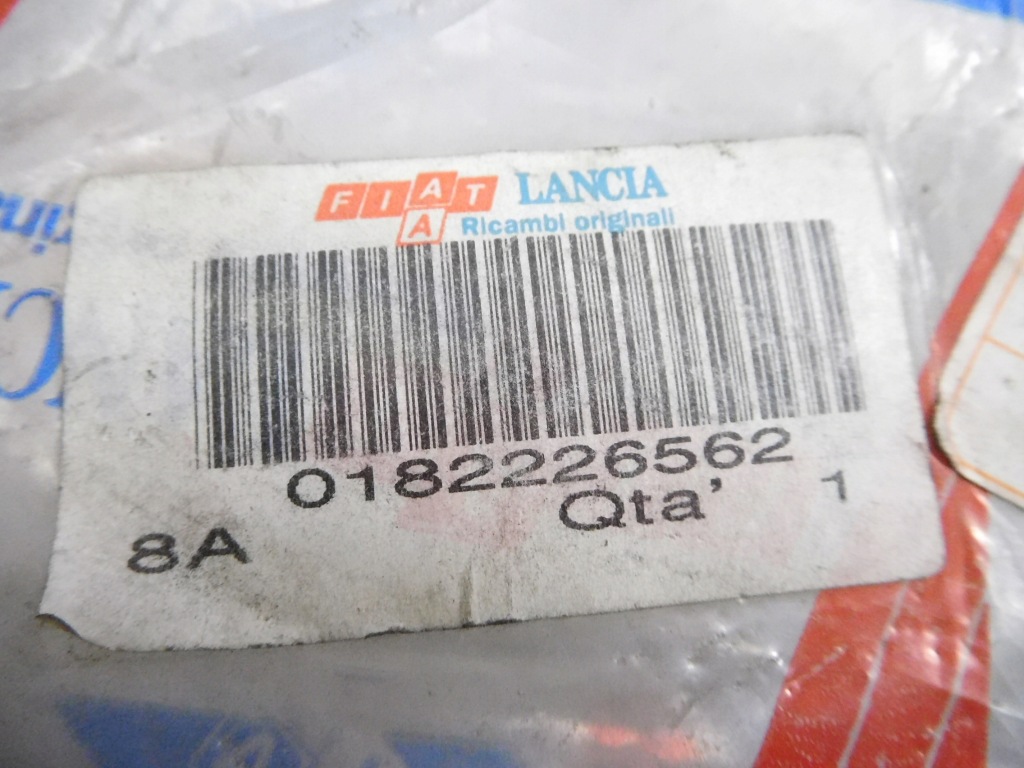 FIAT LANCIA
A Ricambi originali
0182226562
Qta' 1
8A